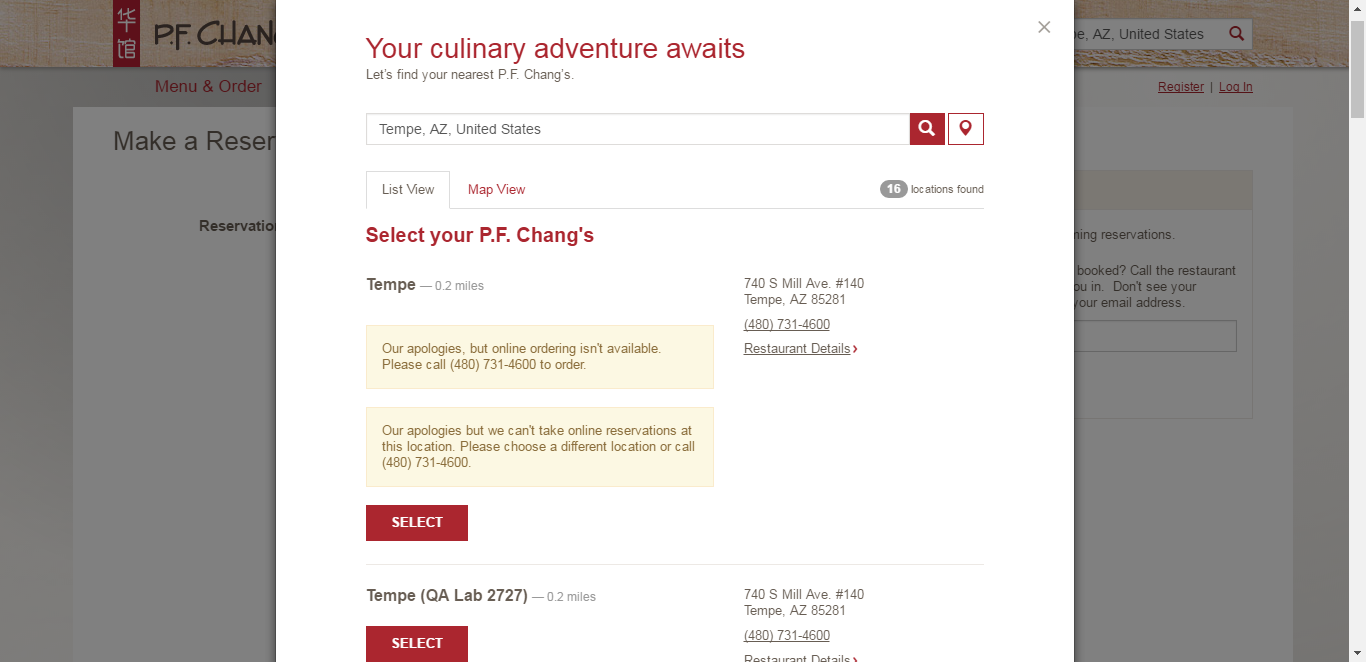 华
馆
P.F. CHAN
Your culinary adventure awaits
Let's find your nearest P.F. Chang's.
pe, AZ, United States
Menu & Order
Register | Log In
Tempe, AZ, United States
Make a Reser
List View
Map View
16 locations found
Reservation
Select your P.F. Chang's
ning reservations.
booked? Call the restaurant
ou in. Don't see your
your email address.
Tempe — 0.2 miles
740 S Mill Ave. #140
Tempe, AZ 85281
(480) 731-4600
Restaurant Details
Our apologies, but online ordering isn't available.
Please call (480) 731-4600 to order.
Our apologies but we can't take online reservations at
this location. Please choose a different location or call
(480) 731-4600.
SELECT
Tempe (QA Lab 2727) — 0.2 miles
740 S Mill Ave. #140
Tempe, AZ 85281
(480) 731-4600
Restaurant Details
SELECT